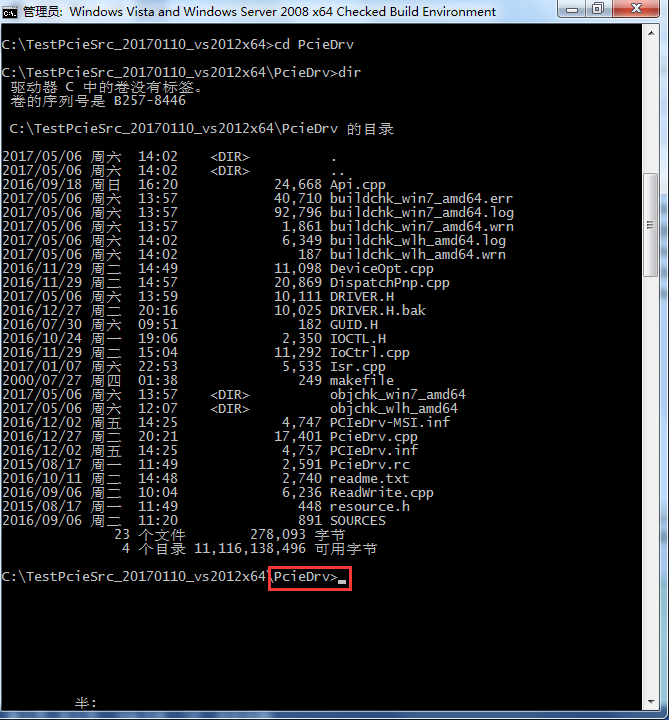 管理员: Windows Vista and Windows Server 2008 x64 Checked Build Environment
C:\TestPcieSrc_20170110_vs2012x64>cd PcieDrv
C:\TestPcieSrc_20170110_vs2012x64\PcieDrv>dir
驱动器 C 中的卷没有标签。
卷的序列号是 B257-8446
C:\TestPcieSrc_20170110_vs2012x64\PcieDrv 的目录
2017/05/06 周六 14:02 <DIR> .
2017/05/06 周六 14:02 <DIR> ..
2016/09/18 周日 16:20 24,668 Api.cpp
2017/05/06 周六 13:57 40,710 buildchk_win7_amd64.err
2017/05/06 周六 13:57 92,796 buildchk_win7_amd64.log
2017/05/06 周六 13:57 1,861 buildchk_win7_amd64.wrn
2017/05/06 周六 14:02 6,349 buildchk_wlh_amd64.log
2017/05/06 周六 14:02 187 buildchk_wlh_amd64.wrn
2016/11/29 周二 14:49 11,098 DeviceOpt.cpp
2016/11/29 周二 14:57 20,869 DispatchPnp.cpp
2017/05/06 周六 13:59 10,111 DRIVER.H
2016/12/27 周二 20:16 10,025 DRIVER.H.bak
2016/07/30 周六 09:51 182 GUID.H
2016/10/24 周一 19:06 2,350 IOCTL.H
2016/11/29 周二 15:04 11,292 IoCtrl.cpp
2017/01/07 周六 22:53 5,535 Isr.cpp
2000/07/27 周四 01:38 249 makefile
2017/05/06 周六 13:57 <DIR> objchk_win7_amd64
2017/05/06 周六 12:07 <DIR> objchk_wlh_amd64
2016/12/02 周五 14:25 4,747 PCIeDrv-MSI.inf
2016/12/27 周二 20:21 17,401 PcieDrv.cpp
2016/12/02 周五 14:25 4,757 PCIeDrv.inf
2015/08/17 周一 11:49 2,591 PcieDrv.rc
2016/10/11 周二 14:48 2,740 readme.txt
2016/09/06 周二 10:04 6,236 ReadWrite.cpp
2015/08/17 周一 11:49 448 resource.h
2016/09/06 周二 11:20 891 SOURCES
23 个文件 278,093 字节
4 个目录 11,116,138,496 可用字节
C:\TestPcieSrc_20170110_vs2012x64\PcieDrv>_
半: